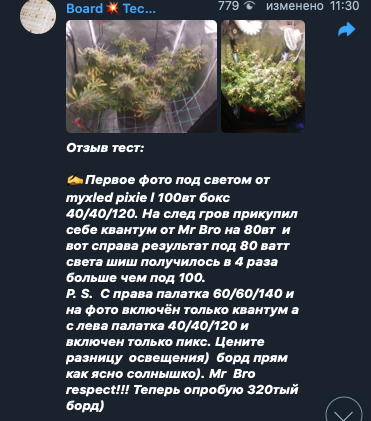 Board💥 Tec...
779 изменено 11:30
Отзыв тест:
✍️Первое фото под светом от
myxled pixie l 100вт бокс
40/40/120. На след гров прикупил
себе квантум от Mr Bro на 80вт и
вот справа результат под 80 ватт
света шиш получилось в 4 раза
больше чем под 100.
P. S. С права палатка 60/60/140 и
на фото включён только квантум а
с лева палатка 40/40/120 и
включен только пикс. Цените
разницу освещения) борд прям
как ясно солнышко). Mr Bro
respect!!! Теперь опробую 320тый
борд)